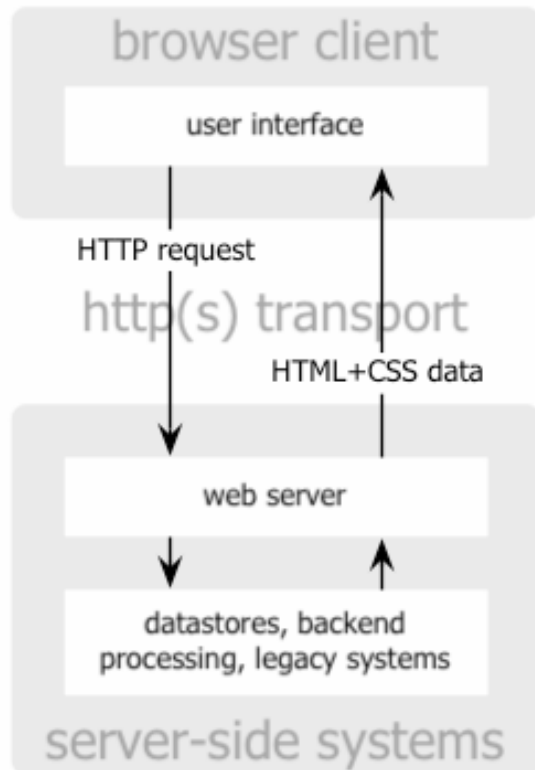 browser client
user interface
HTTP request
http(s) transport
HTML+CSS data
web server
datastores, backend
processing, legacy systems
server-side systems